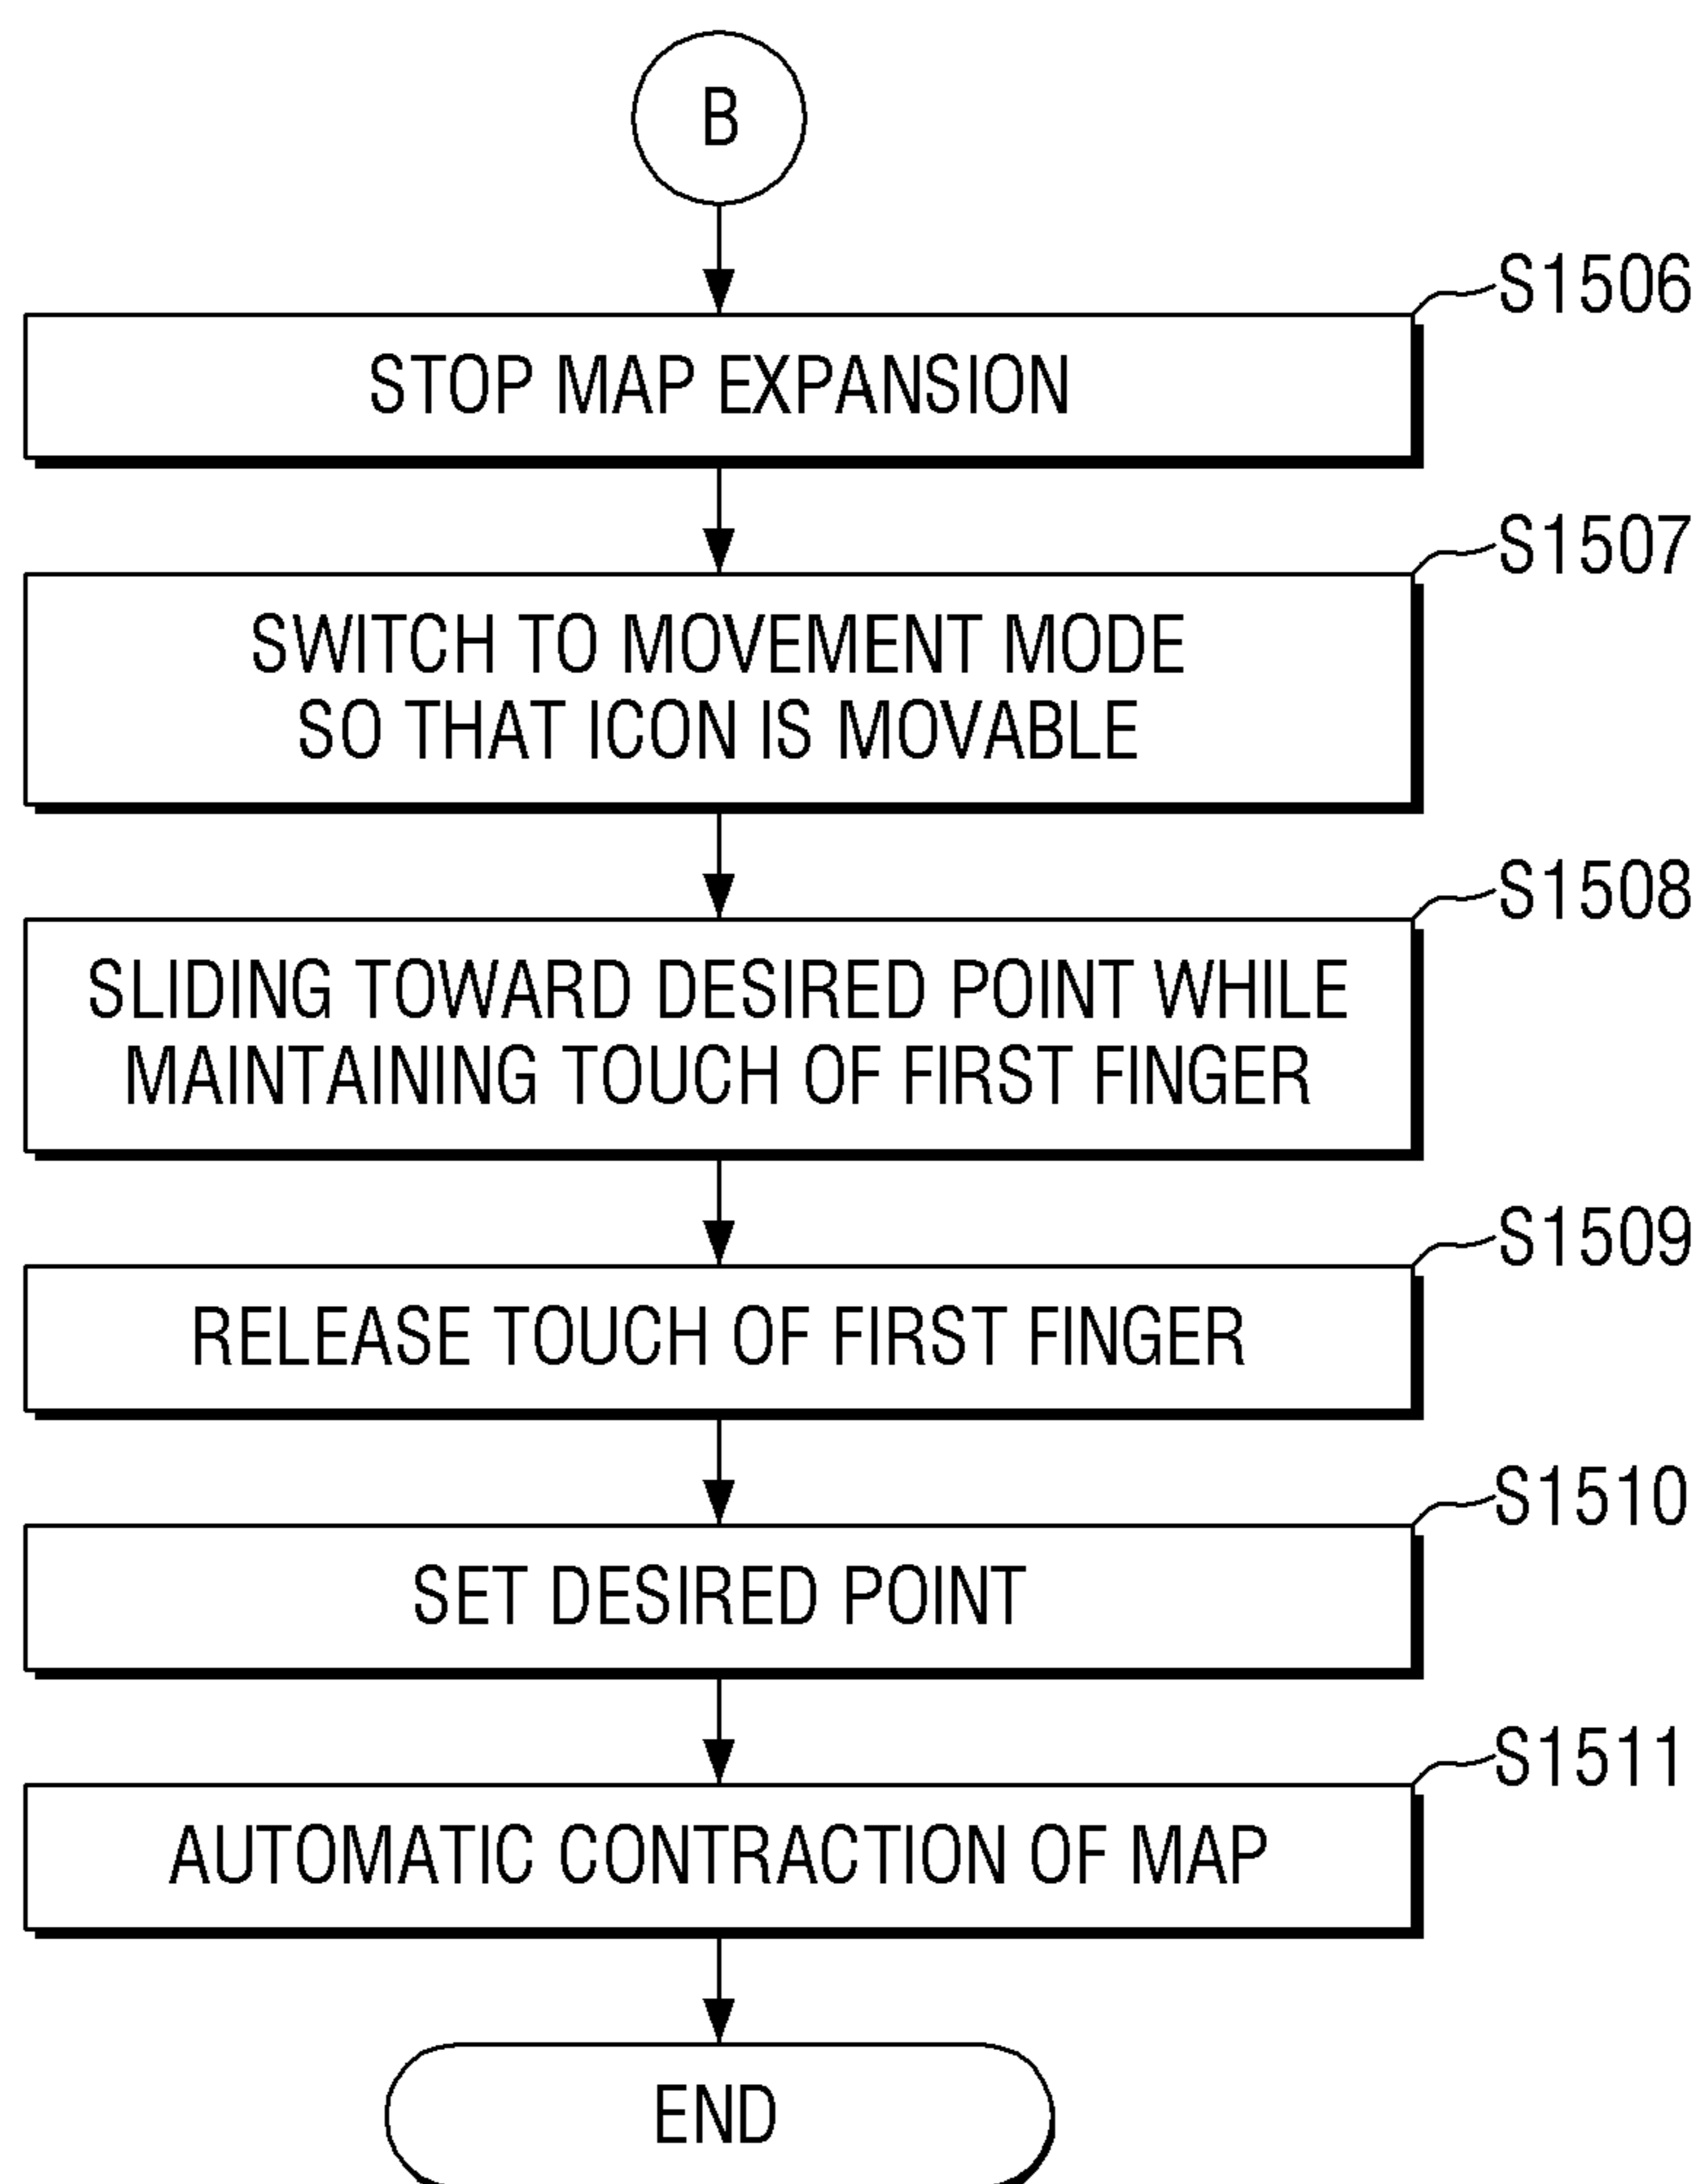 B
S1506
STOP MAP EXPANSION
S1507
SWITCH TO MOVEMENT MODE
SO THAT ICON IS MOVABLE
S1508
SLIDING TOWARD DESIRED POINT WHILE
MAINTAINING TOUCH OF FIRST FINGER
S1509
RELEASE TOUCH OF FIRST FINGER
S1510
SET DESIRED POINT
S1511
AUTOMATIC CONTRACTION OF MAP
END